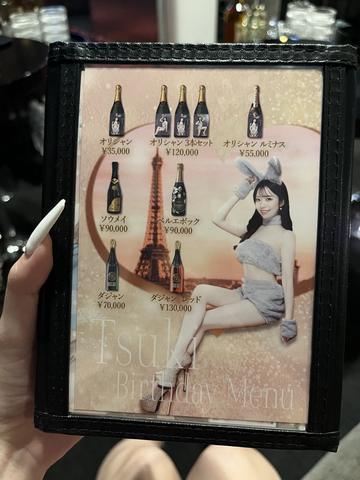 オリシャン
¥35,000
オリシャン 3本セット
¥120,000
オリシャン ルミナス
¥55,000
ソウメイ
¥90,000
ベルエポック
¥90,000
ダジャン
¥70,000
ダジャン レッド
¥130,000
Tsuki
Birthday Menu